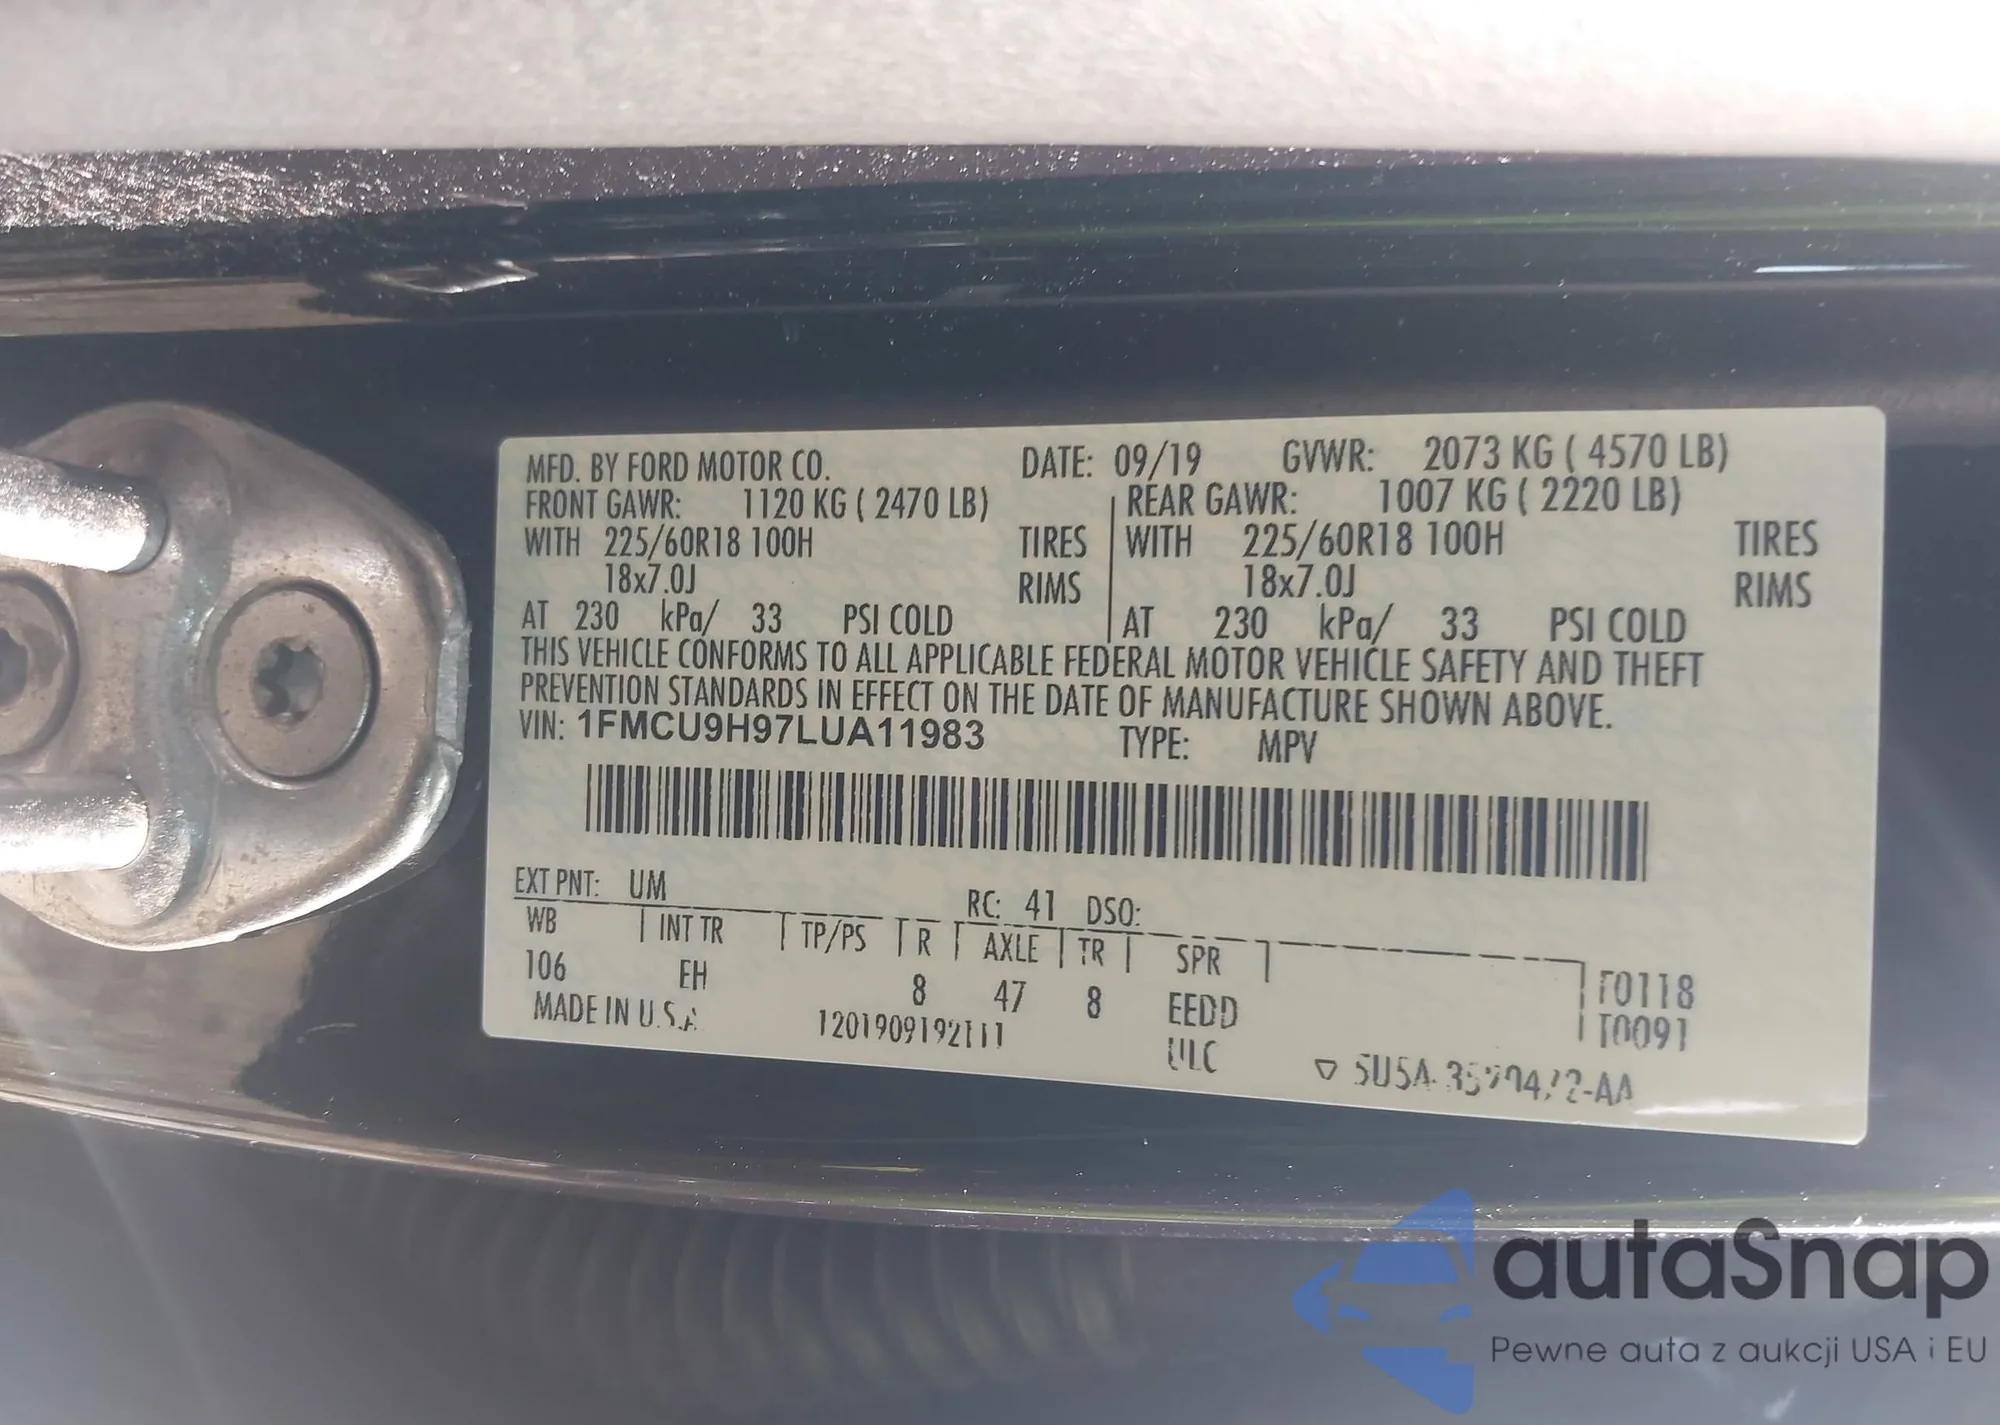 MFD. BY FORD MOTOR CO. DATE: 09/19 GVWR: 2073 KG ( 4570 LB)
FRONT GAWR: 1120 KG ( 2470 LB) REAR GAWR: 1007 KG ( 2220 LB)
WITH 225/60R18 100H TIRES WITH 225/60R18 100H TIRES
18x7.0J RIMS 18x7.0J RIMS
AT 230 kPa/ 33 PSI COLD AT 230 kPa/ 33 PSI COLD
THIS VEHICLE CONFORMS TO ALL APPLICABLE FEDERAL MOTOR VEHICLE SAFETY AND THEFT
PREVENTION STANDARDS IN EFFECT ON THE DATE OF MANUFACTURE SHOWN ABOVE.
VIN: 1FMCU9H97LUA11983 TYPE: MPV
EXT PNT: UM RC: 41 DSO:
WB INT TR TP/PS R AXLE TR SPR
106 EH 8 47 8 EEDD T0118
MADE IN U.S.A. 1201909192111 ULC T0091
autaSnap
Pewne auta z aukcji USA i EU